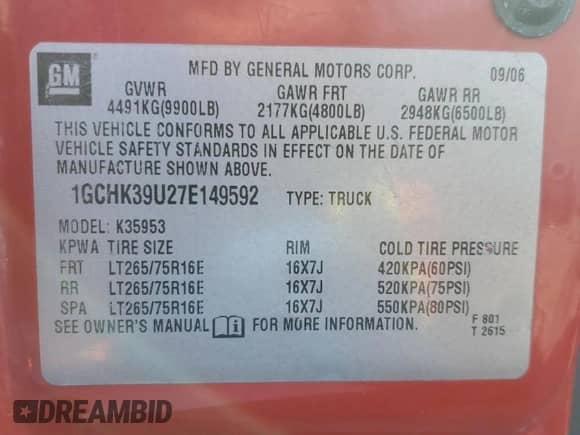 GM
MFD BY GENERAL MOTORS CORP. 09/06
GVWR GAWR FRT GAWR RR
4491KG(9900LB) 2177KG(4800LB) 2948KG(6500LB)
THIS VEHICLE CONFORMS TO ALL APPLICABLE U.S. FEDERAL MOTOR
VEHICLE SAFETY STANDARDS IN EFFECT ON THE DATE OF
MANUFACTURE SHOWN ABOVE.
1GCHK39U27E149592 TYPE: TRUCK
MODEL: K35953
KPWA TIRE SIZE RIM COLD TIRE PRESSURE
FRT LT265/75R16E 16X7J 420KPA(60PSI)
RR LT265/75R16E 16X7J 520KPA(75PSI)
SPA LT265/75R16E 16X7J 550KPA(80PSI)
SEE OWNER'S MANUAL i FOR MORE INFORMATION. F 801
T 2615
DREAMBID